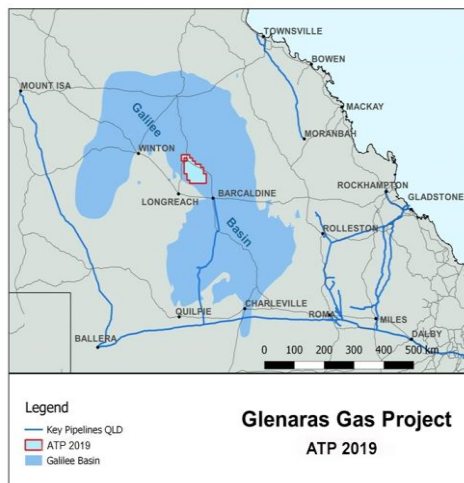 TOWNSVILLE
BOWEN
MOUNT ISA
MACKAY
Galilee
MORANBAH
WINTON
ROCKHAMPTON
GLADSTONE
LONGREACH
BARCALDINE
Basin
ROLLESTON
QUILPIE
CHARLEVILLE
ROMA
MILES
BALLERA
DALBY
0 100 200 300 400 500 km
Legend
Key Pipelines QLD
ATP 2019
Galilee Basin
Glenaras Gas Project
ATP 2019